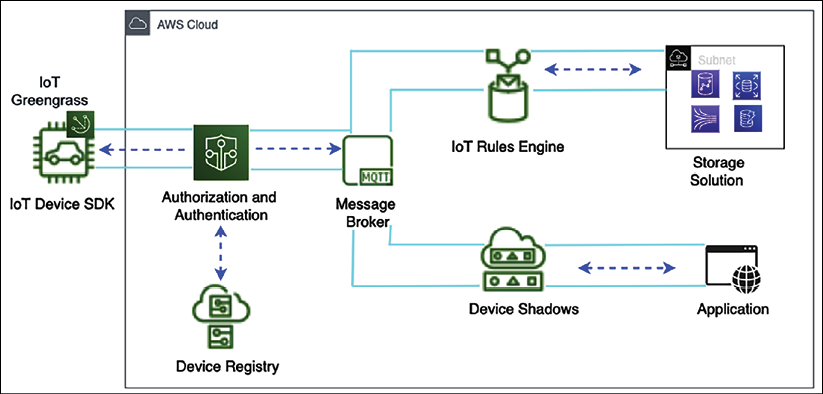 AWS Cloud
IoT
Greengrass
IoT Device SDK
Authorization and
Authentication
Device Registry
MQTT
Message
Broker
IoT Rules Engine
Subnet
Storage
Solution
Device Shadows
Application